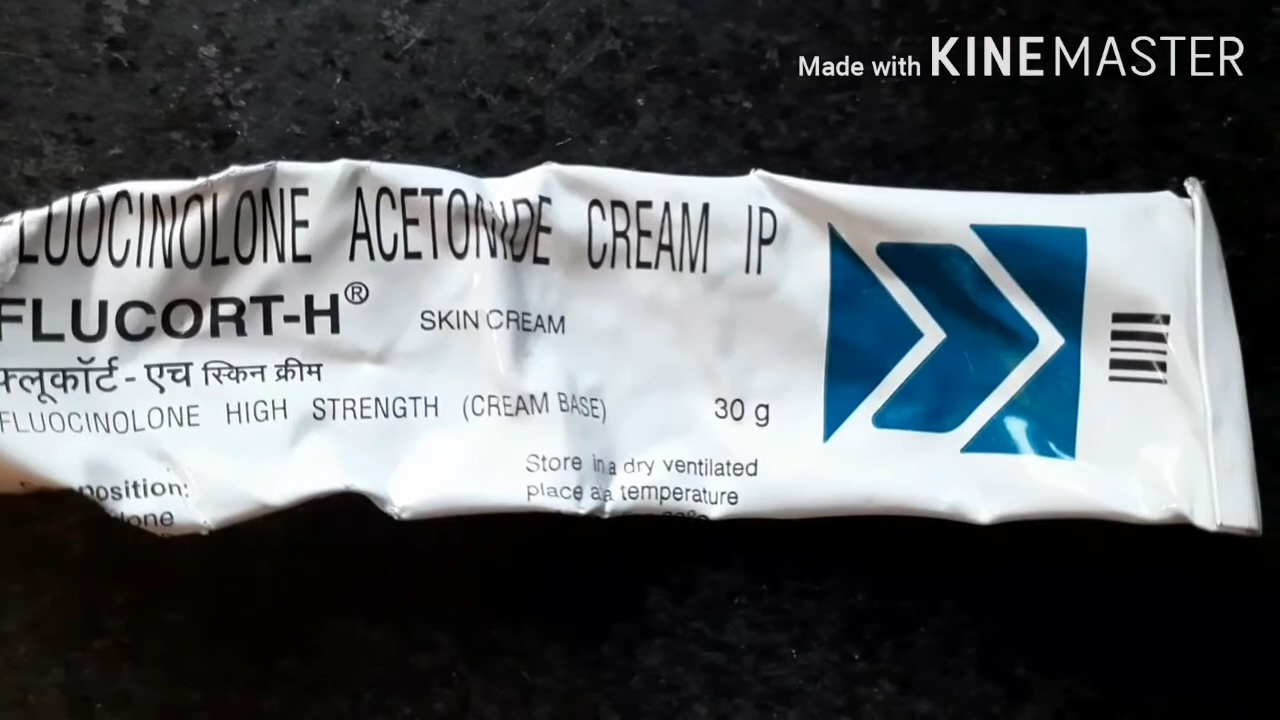 Made with KINEMASTER
FLUOCINOLONE ACETONIDE CREAM IP
FLUCORT-H® SKIN CREAM
फ्लूकॉर्ट - एच स्किन क्रीम
FLUOCINOLONE HIGH STRENGTH (CREAM BASE) 30 g
Store in a dry ventilated
place at a temperature